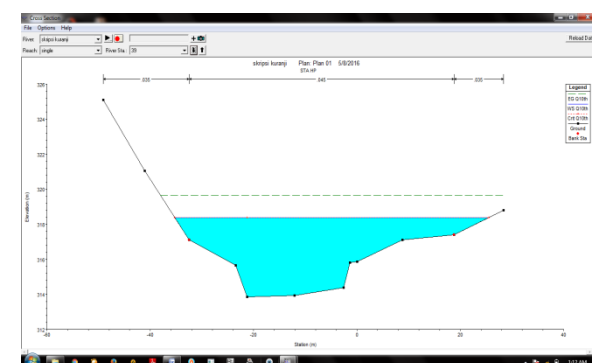 Cross Section
File Options Help
River: skripsi kuranji
Reach: single River Sta.: 39
Reload Dat
skripsi kuranji Plan: Plan 01 5/8/2016
STA HP
.035 .045 .035
Legend
EG Q10th
WS Q10th
Crit Q10th
Ground
Bank Sta
Elevation (m)
326
324
322
320
318
316
314
312
-60 -40 -20 0 20 40
Station (m)